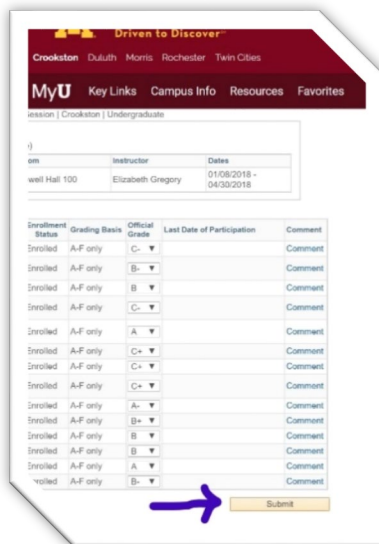 Driven to Discover
Crookston Duluth Morris Rochester Twin Cities
MyU Key Links Campus Info Resources Favorites
Session | Crookston | Undergraduate
Instructor Dates
well Hall 100 Elizabeth Gregory 01/08/2018 -
04/30/2018
Enrollment Status Grading Basis Official Grade Last Date of Participation Comment
Enrolled A-F only C- Comment
Enrolled A-F only B- Comment
Enrolled A-F only B Comment
Enrolled A-F only C- Comment
Enrolled A-F only A Comment
Enrolled A-F only C+ Comment
Enrolled A-F only C+ Comment
Enrolled A-F only C+ Comment
Enrolled A-F only A- Comment
Enrolled A-F only B+ Comment
Enrolled A-F only B Comment
Enrolled A-F only B Comment
Enrolled A-F only A Comment
Enrolled A-F only B- Comment
Submit